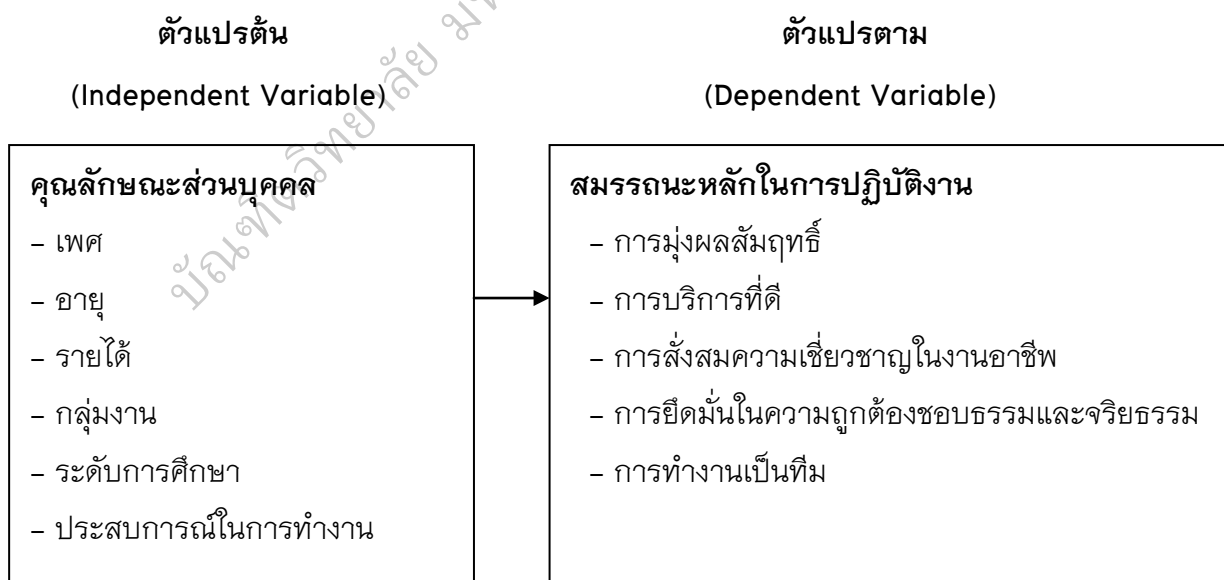 ตัวแปรต้น
(Independent Variable)
คุณลักษณะส่วนบุคคล
– เพศ
– อายุ
– รายได้
– กลุ่มงาน
– ระดับการศึกษา
– ประสบการณ์ในการทำงาน
ตัวแปรตาม
(Dependent Variable)
สมรรถนะหลักในการปฏิบัติงาน
– การมุ่งผลสัมฤทธิ์
– การบริการที่ดี
– การสั่งสมความเชี่ยวชาญในงานอาชีพ
– การยึดมั่นในความถูกต้องชอบธรรมและจริยธรรม
– การทำงานเป็นทีม
บัณฑิตวิทยาลัย